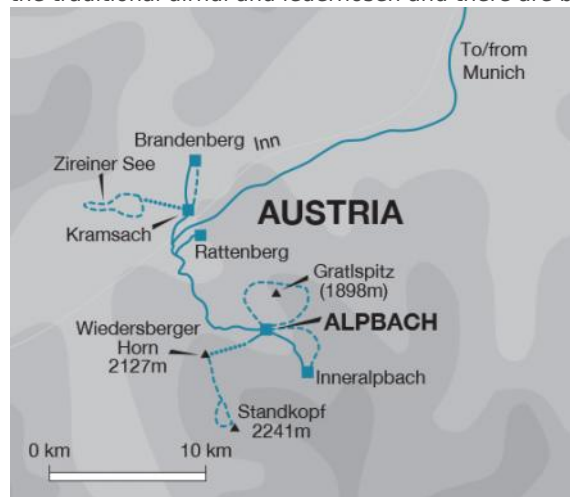 To/from
Munich
Brandenberg
Inn
Zireiner See
AUSTRIA
Kramsach
Rattenberg
Gratlspitz
(1898m)
ALPBACH
Wiedersberger
Horn
2127m
Inneralpbach
Standkopf
2241m
0 km 10 km